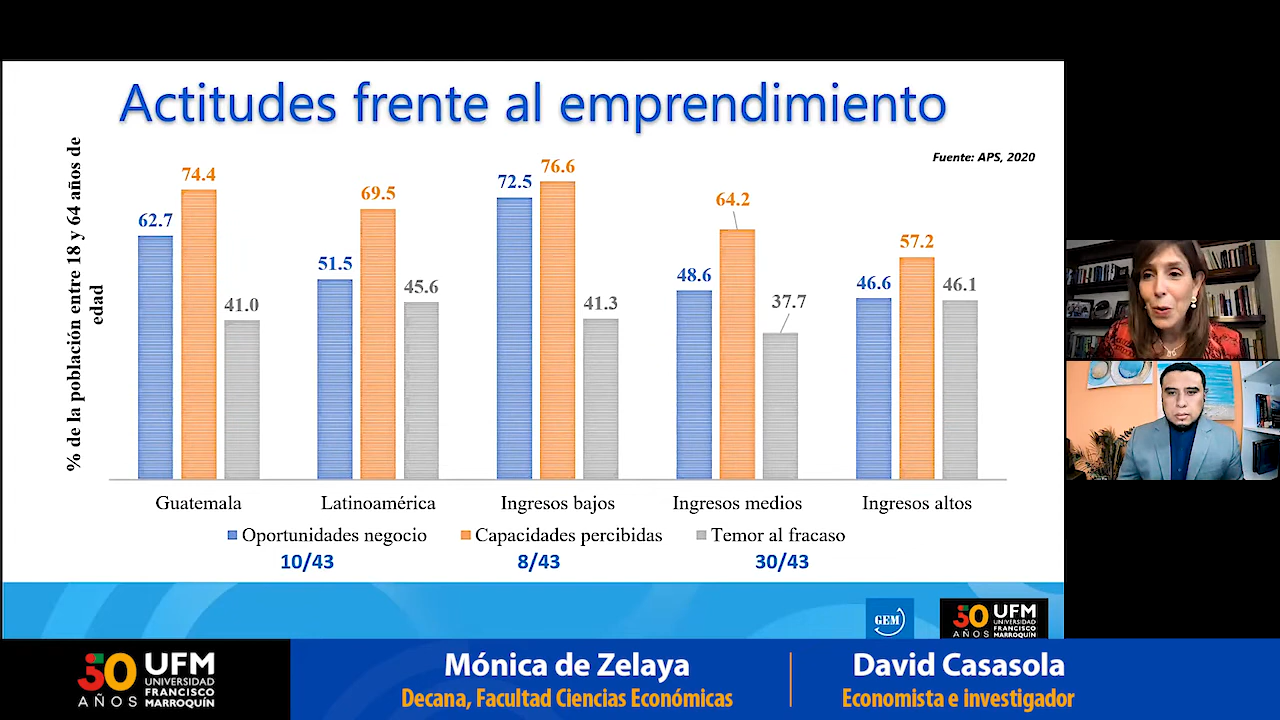 Actitudes frente al emprendimiento
Fuente: APS, 2020
% de la población entre 18 y 64 años de
edad
62.7
74.4
41.0
51.5
69.5
45.6
72.5
76.6
41.3
48.6
64.2
37.7
46.6
57.2
46.1
Guatemala
Latinoamérica
Ingresos bajos
Ingresos medios
Ingresos altos
Oportunidades negocio
Capacidades percibidas
Temor al fracaso
10/43
8/43
30/43
GEM
50
AÑOS
UFM
UNIVERSIDAD
FRANCISCO
MARROQUÍN
50
AÑOS
UFM
UNIVERSIDAD
FRANCISCO
MARROQUÍN
Mónica de Zelaya
Decana, Facultad Ciencias Económicas
David Casasola
Economista e investigador